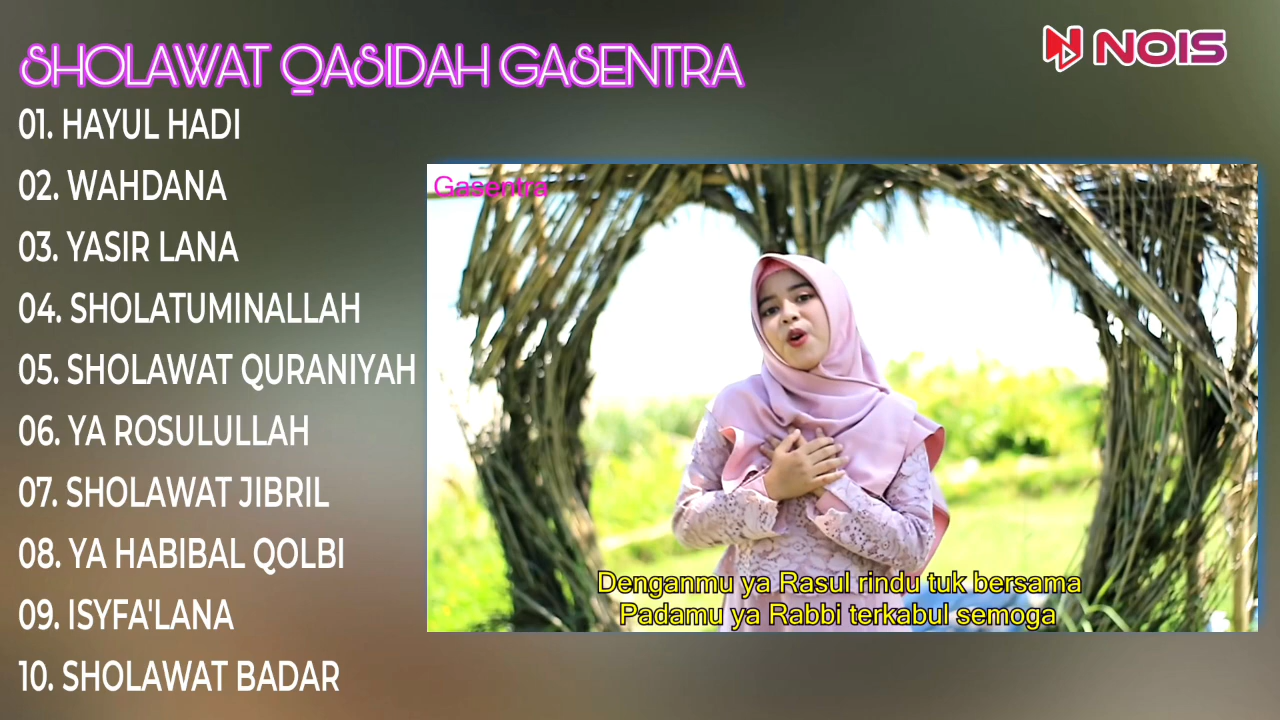 SHOLAWAT QASIDAH GASENTRA
NOIS
01. HAYUL HADI
02. WAHDANA
03. YASIR LANA
04. SHOLATUMINALLAH
05. SHOLAWAT QURANIYAH
06. YA ROSULULLAH
07. SHOLAWAT JIBRIL
08. YA HABIBAL QOLBI
09. ISYFA'LANA
10. SHOLAWAT BADAR
Gasentra
Denganmu ya Rasul rindu tuk bersama
Padamu ya Rabbi terkabul semoga